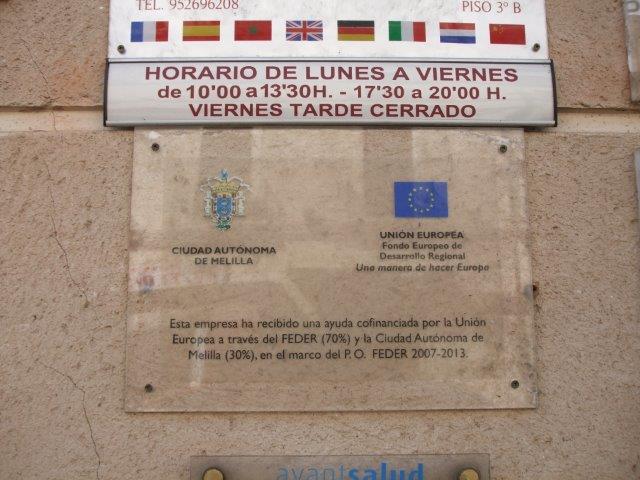 TEL. 952696208
PISO 3º B
HORARIO DE LUNES A VIERNES
de 10'00 a 13'30H. - 17'30 a 20'00 H.
VIERNES TARDE CERRADO
CIUDAD AUTÓNOMA
DE MELILLA
UNIÓN EUROPEA
Fondo Europeo de
Desarrollo Regional
Una manera de hacer Europa
Esta empresa ha recibido una ayuda cofinanciada por la Unión
Europea a través del FEDER (70%) y la Ciudad Autónoma de
Melilla (30%), en el marco del P.O. FEDER 2007-2013.
avantsalud